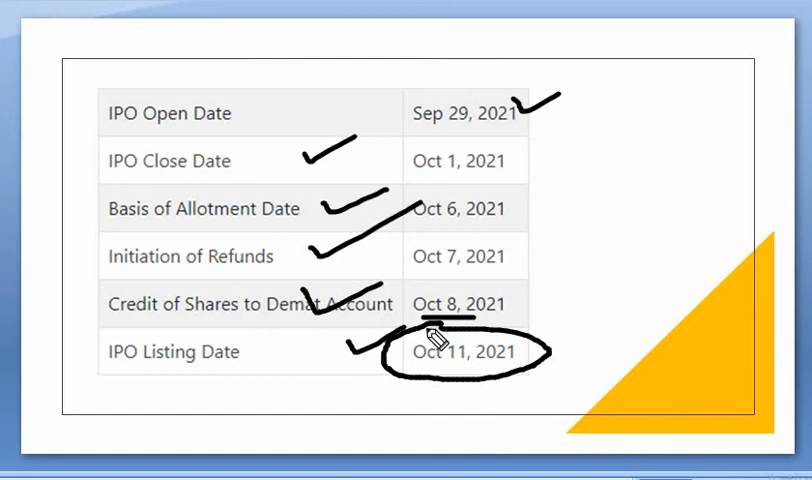 IPO Open Date Sep 29, 2021
IPO Close Date Oct 1, 2021
Basis of Allotment Date Oct 6, 2021
Initiation of Refunds Oct 7, 2021
Credit of Shares to Demat Account Oct 8, 2021
IPO Listing Date Oct 11, 2021